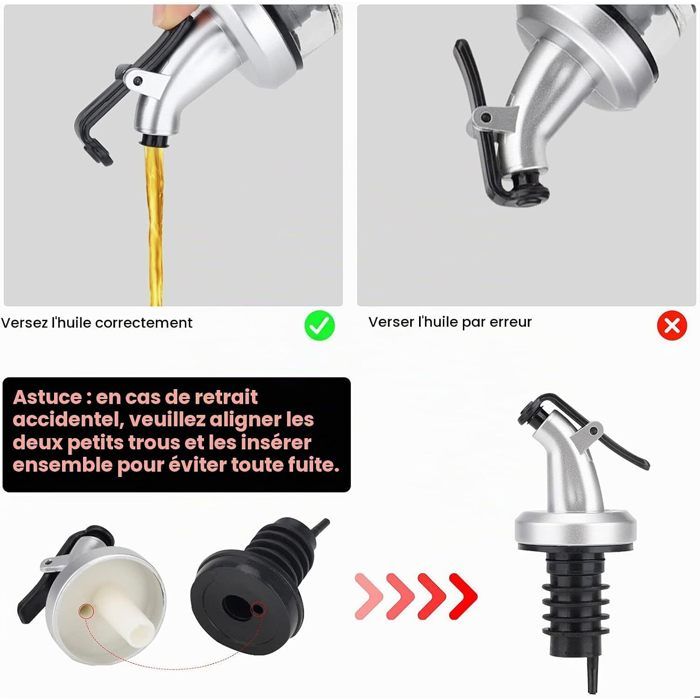 Versez l'huile correctement
Verser l'huile par erreur
Astuce : en cas de retrait
accidentel, veuillez aligner les
deux petits trous et les insérer
ensemble pour éviter toute fuite.